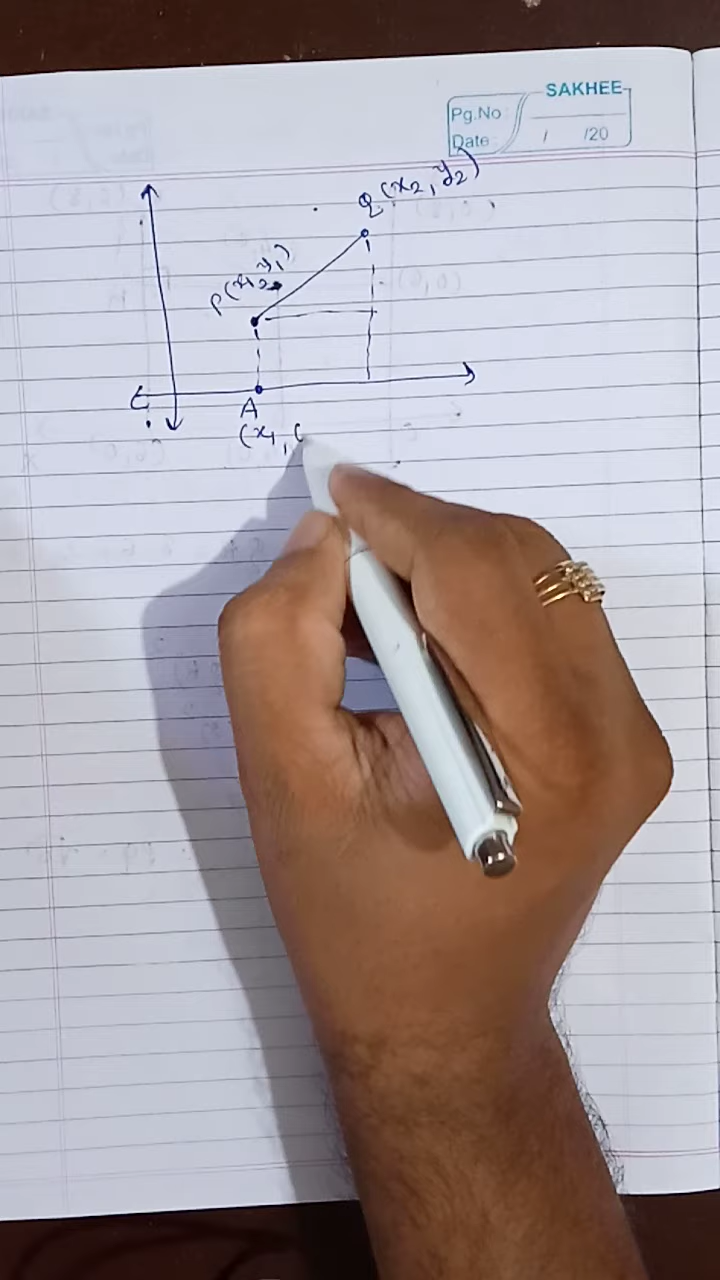 SAKHEE
Pg.No :
Date : / /20
Q (x2, y2)
P(x1, y1)
A
(x1, 0